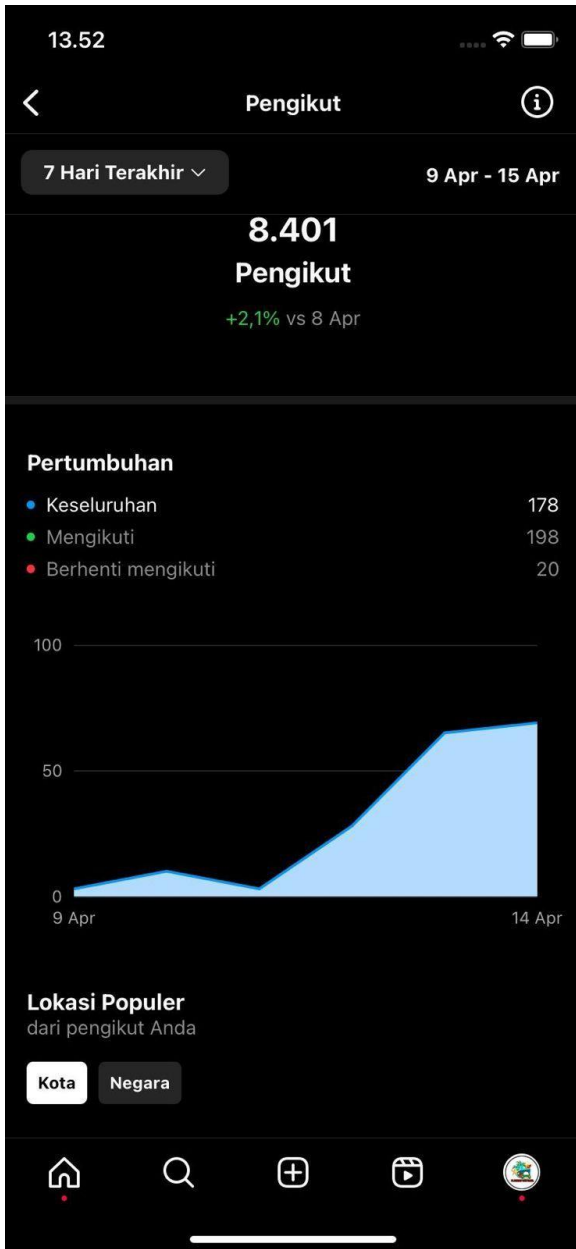 13.52
Pengikut
7 Hari Terakhir
9 Apr - 15 Apr
8.401
Pengikut
+2,1% vs 8 Apr
Pertumbuhan
Keseluruhan 178
Mengikuti 198
Berhenti mengikuti 20
100
50
0
9 Apr 14 Apr
Lokasi Populer
dari pengikut Anda
Kota Negara